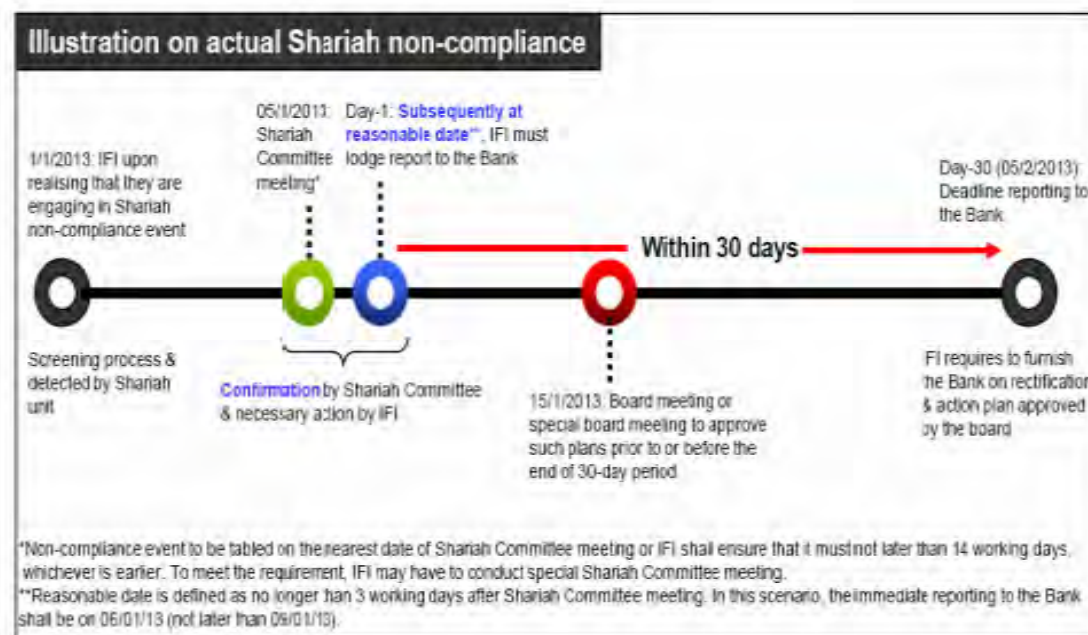 Illustration on actual Shariah non-compliance
1/1/2013: IFI upon
realising that they are
engaging in Shariah
non-compliance event
05/1/2013:
Shariah
Committee
meeting*
Day-1: Subsequently at
reasonable date**, IFI must
lodge report to the Bank
Day-30 (05/2/2013):
Deadline reporting to
the Bank
Within 30 days
Screening process &
detected by Shariah
unit
Confirmation by Shariah Committee
& necessary action by IFI
15/1/2013: Board meeting or
special board meeting to approve
such plans prior to or before the
end of 30-day period
IFI requires to furnish
the Bank on rectification
& action plan approved
by the board
*Non-compliance event to be tabled on the nearest date of Shariah Committee meeting or IFI shall ensure that it must not later than 14 working days,
whichever is earlier. To meet the requirement, IFI may have to conduct special Shariah Committee meeting.
**Reasonable date is defined as no longer than 3 working days after Shariah Committee meeting. In this scenario, the immediate reporting to the Bank
shall be on 06/01/13 (not later than 09/01/13).